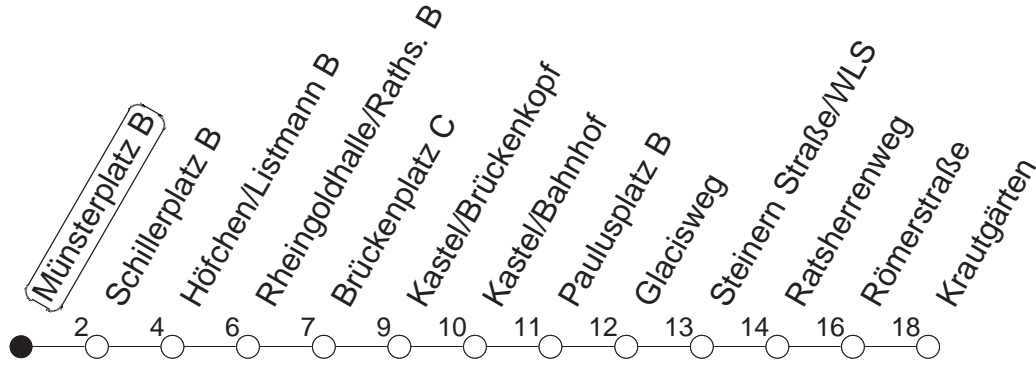 Münsterplatz B
Schillerplatz B
Höfchen/Listmann B
Rheingoldhalle/Raths. B
Brückenplatz C
Kastel/Brückenkopf
Kastel/Bahnhof
Paulusplatz B
Glacisweg
Steinern Straße/WLS
Ratsherrenweg
Römerstraße
Krautgärten
2 4 6 7 9 10 11 12 13 14 16 18